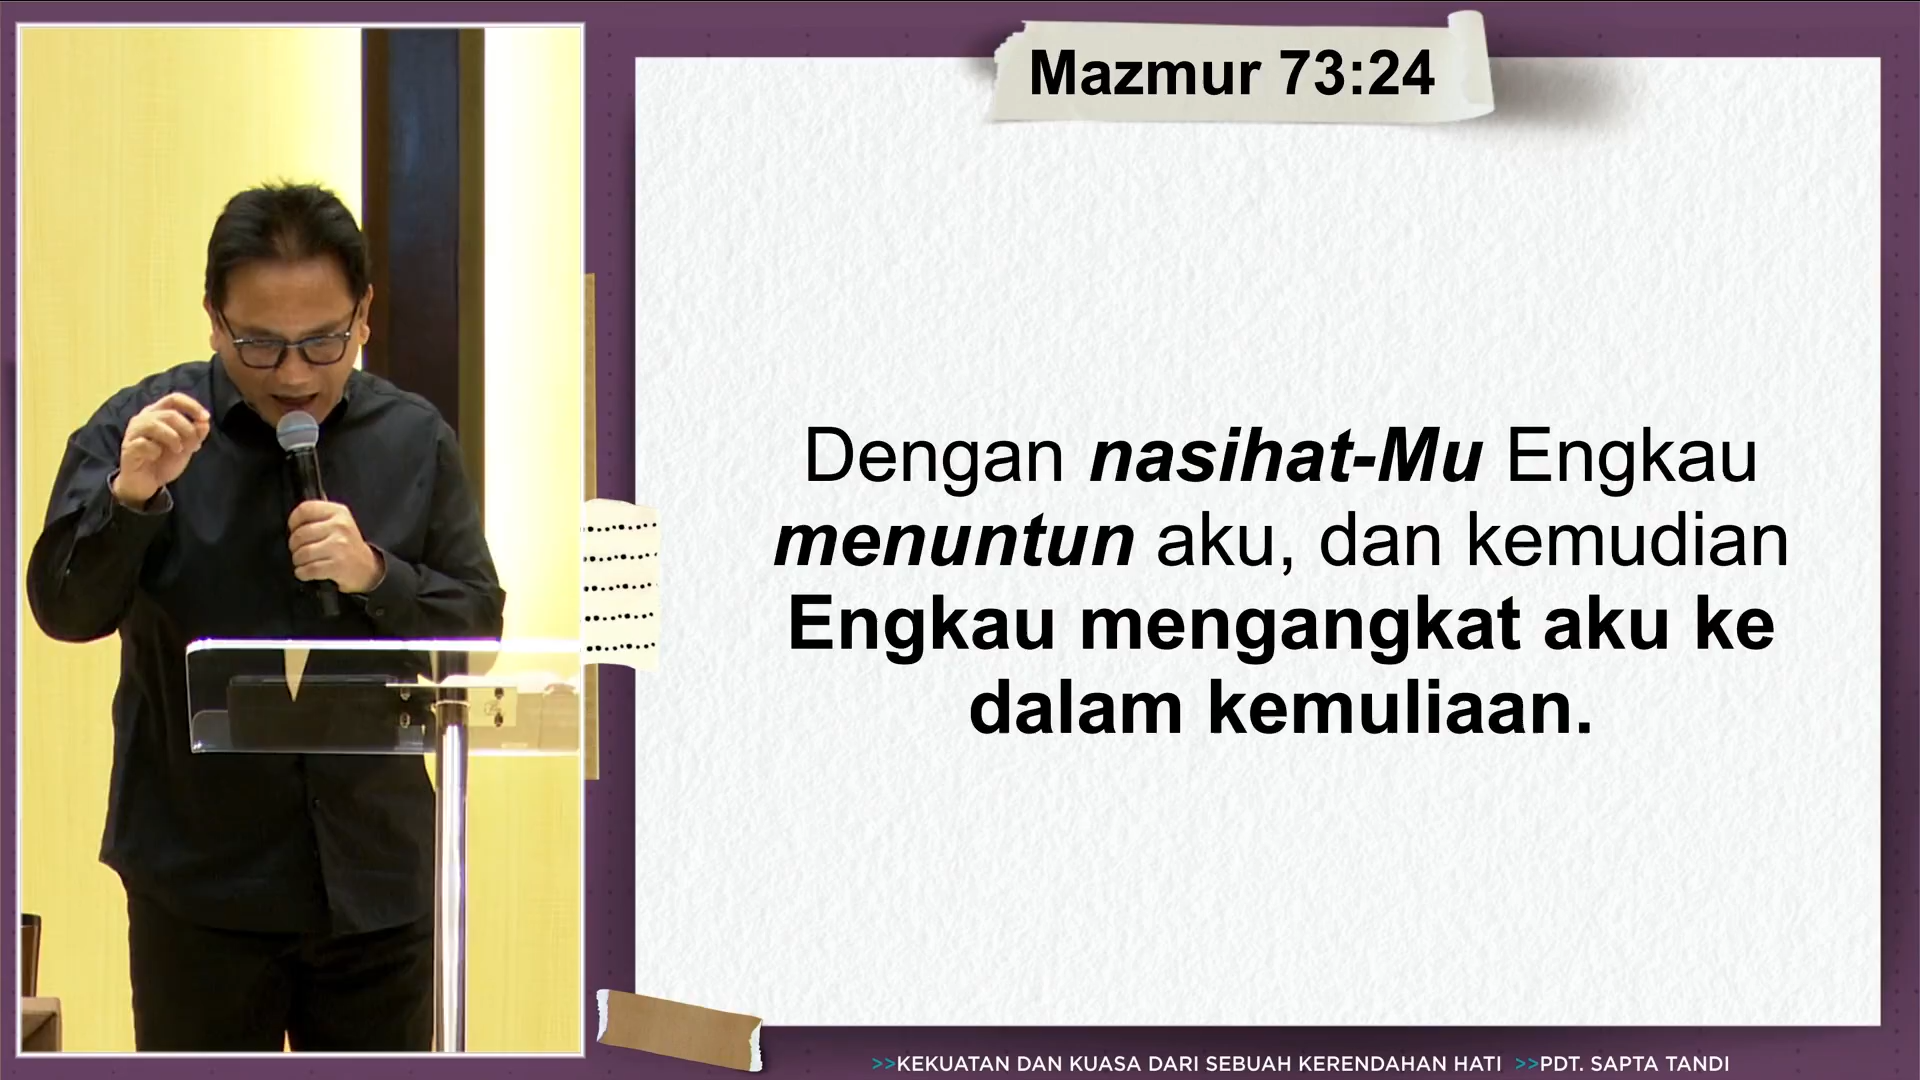 Mazmur 73:24
Dengan nasihat-Mu Engkau
menuntun aku, dan kemudian
Engkau mengangkat aku ke
dalam kemuliaan.
>>KEKUATAN DAN KUASA DARI SEBUAH KERENDAHAN HATI >>PDT. SAPTA TANDI